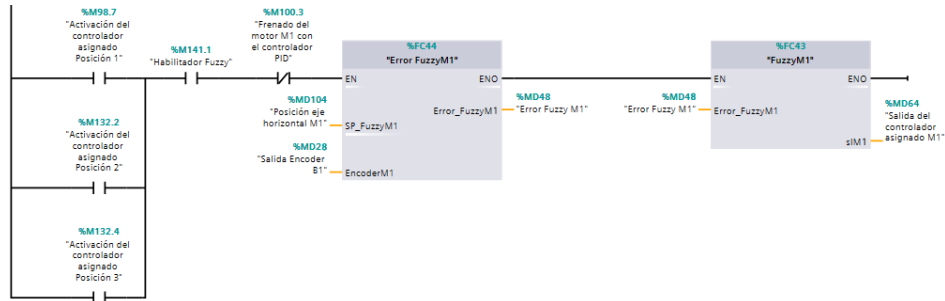 %M98.7
"Activación del
controlador
asignado
Posición 1"
%M141.1
"Habilitador Fuzzy"
%M100.3
"Frenado del
motor M1 con
el controlador
PID"
%FC44
"Error FuzzyM1"
EN
ENO
%MD104
"Posición eje
horizontal M1"
SP_FuzzyM1
%MD28
"Salida Encoder
B1"
EncoderM1
Error_FuzzyM1
%MD48
"Error Fuzzy M1"
%FC43
"FuzzyM1"
EN
ENO
%MD48
"Error Fuzzy M1"
Error_FuzzyM1
sIM1
%MD64
"Salida del
controlador
asignado M1"
%M132.2
"Activación del
controlador
asignado
Posición 2"
%M132.4
"Activación del
controlador
asignado
Posición 3"